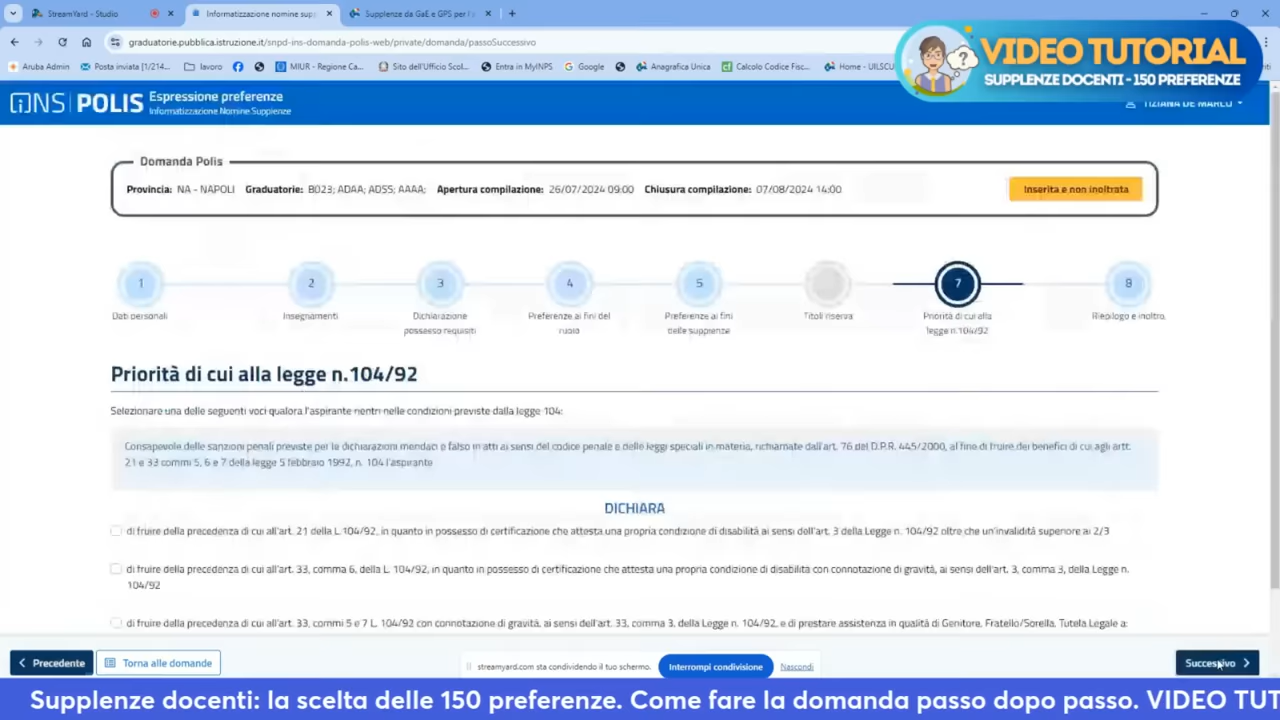 StreamYard - Studio
Informatizzazione nomine supp
Supplenze da GaE e GPS per l'a
graduatorie.pubblica.istruzione.it/snpd-ins-domanda-polis-web/private/domanda/passoSuccessivo
Aruba Admin
Posta inviata (1/214...
lavoro
MIUR - Regione Ca...
Sito dell'Ufficio Scol...
Entra in MyINPS
Google
Anagrafica Unica
Calcolo Codice Fisc...
Home - UILSCU
VIDEO TUTORIAL
SUPPLENZE DOCENTI - 150 PREFERENZE
INS POLIS
Espressione preferenze
Informatizzazione Nomine Supplenze
TIZIANA DE MARCO
Domanda Polis
Provincia: NA - NAPOLI Graduatorie: B023; ADAA; ADSS; AAAA; Apertura compilazione: 26/07/2024 09:00 Chiusura compilazione: 07/08/2024 14:00
Inserita e non inoltrata
1
2
3
4
5
7
8
Dati personali
Insegnamenti
Dichiarazione possesso requisiti
Preferenze ai fini del ruolo
Preferenze ai fini delle supplenze
Titoli riserva
Priorità di cui alla legge n.104/92
Riepilogo e inoltro
Priorità di cui alla legge n.104/92
Selezionare una delle seguenti voci qualora l'aspirante rientri nelle condizioni previste dalla legge 104:
Consapevole delle sanzioni penali previste per le dichiarazioni mendaci e falso in atti ai sensi del codice penale e delle leggi speciali in materia, richiamate dall'art. 76 del D.P.R. 445/2000, al fine di fruire dei benefici di cui agli artt.
21 e 33 commi 5, 6 e 7 della legge 5 febbraio 1992, n. 104 l'aspirante
DICHIARA
di fruire della precedenza di cui all'art. 21 della L.104/92, in quanto in possesso di certificazione che attesta una propria condizione di disabilità ai sensi dell'art. 3 della Legge n. 104/92 oltre che un'invalidità superiore ai 2/3
di fruire della precedenza di cui all'art. 33, comma 6, della L. 104/92, in quanto in possesso di certificazione che attesta una propria condizione di disabilità con connotazione di gravità, ai sensi dell'art. 3, comma 3, della Legge n.
104/92
di fruire della precedenza di cui all'art. 33, commi 5 e 7 L. 104/92 con connotazione di gravità, ai sensi dell'art. 33, comma 3, della Legge n. 104/92, e di prestare assistenza in qualità di Genitore, Fratello/Sorella, Tutela Legale a:
Precedente
Torna alle domande
streamyard.com sta condividendo il tuo schermo.
Interrompi condivisione
Nascondi
Successivo
Supplenze docenti: la scelta delle 150 preferenze. Come fare la domanda passo dopo passo. VIDEO TUT